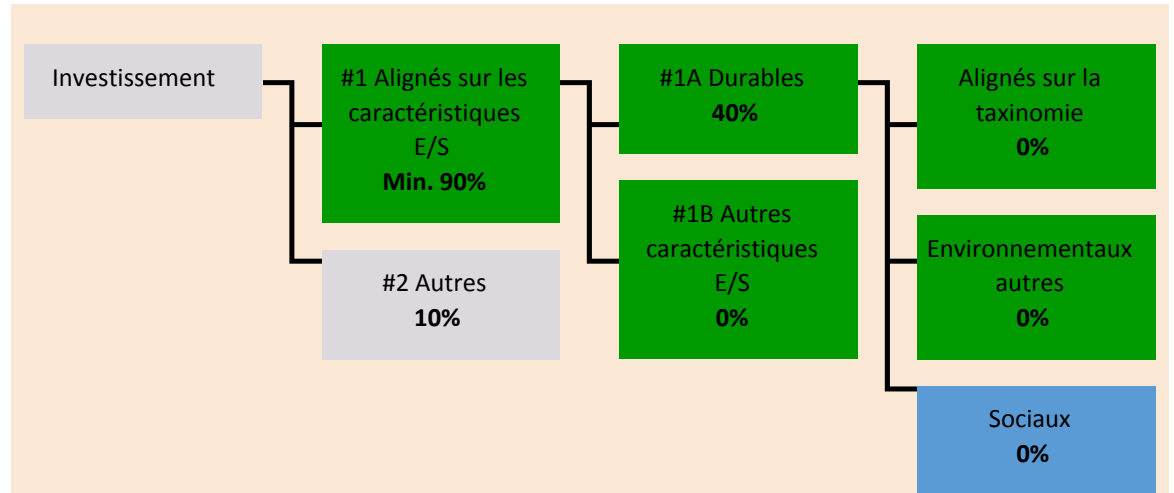 Investissement
#1 Alignés sur les
caractéristiques
E/S
Min. 90%
#2 Autres
10%
#1A Durables
40%
#1B Autres
caractéristiques
E/S
0%
Alignés sur la
taxinomie
0%
Environnementaux
autres
0%
Sociaux
0%